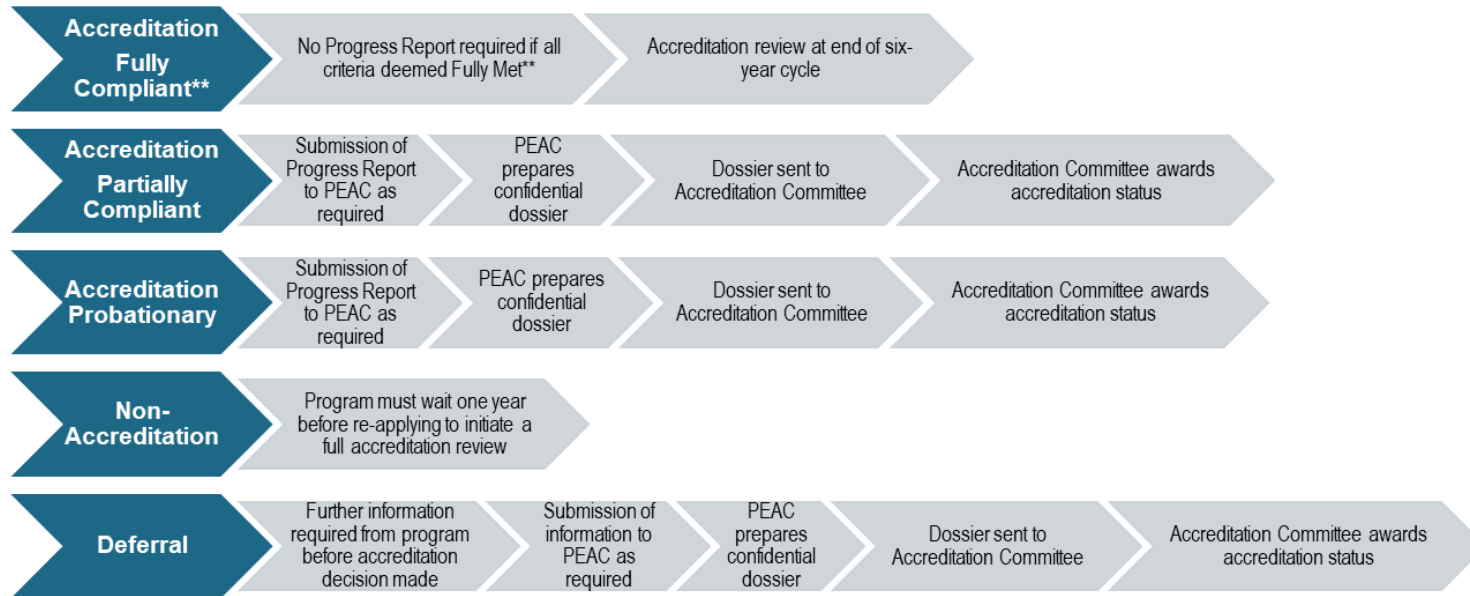 Accreditation
Fully
Compliant**
No Progress Report required if all
criteria deemed Fully Met**
Accreditation review at end of six-
year cycle
Accreditation
Partially
Compliant
Submission of
Progress Report
to PEAC as
required
PEAC
prepares
confidential
dossier
Dossier sent to
Accreditation Committee
Accreditation Committee awards
accreditation status
Accreditation
Probationary
Submission of
Progress Report
to PEAC as
required
PEAC prepares
confidential
dossier
Dossier sent to
Accreditation Committee
Accreditation Committee awards
accreditation status
Non-
Accreditation
Program must wait one year
before re-applying to initiate a
full accreditation review
Deferral
Further information
required from program
before accreditation
decision made
Submission of
information to
PEAC as
required
PEAC
prepares
confidential
dossier
Dossier sent to
Accreditation Committee
Accreditation Committee awards
accreditation status